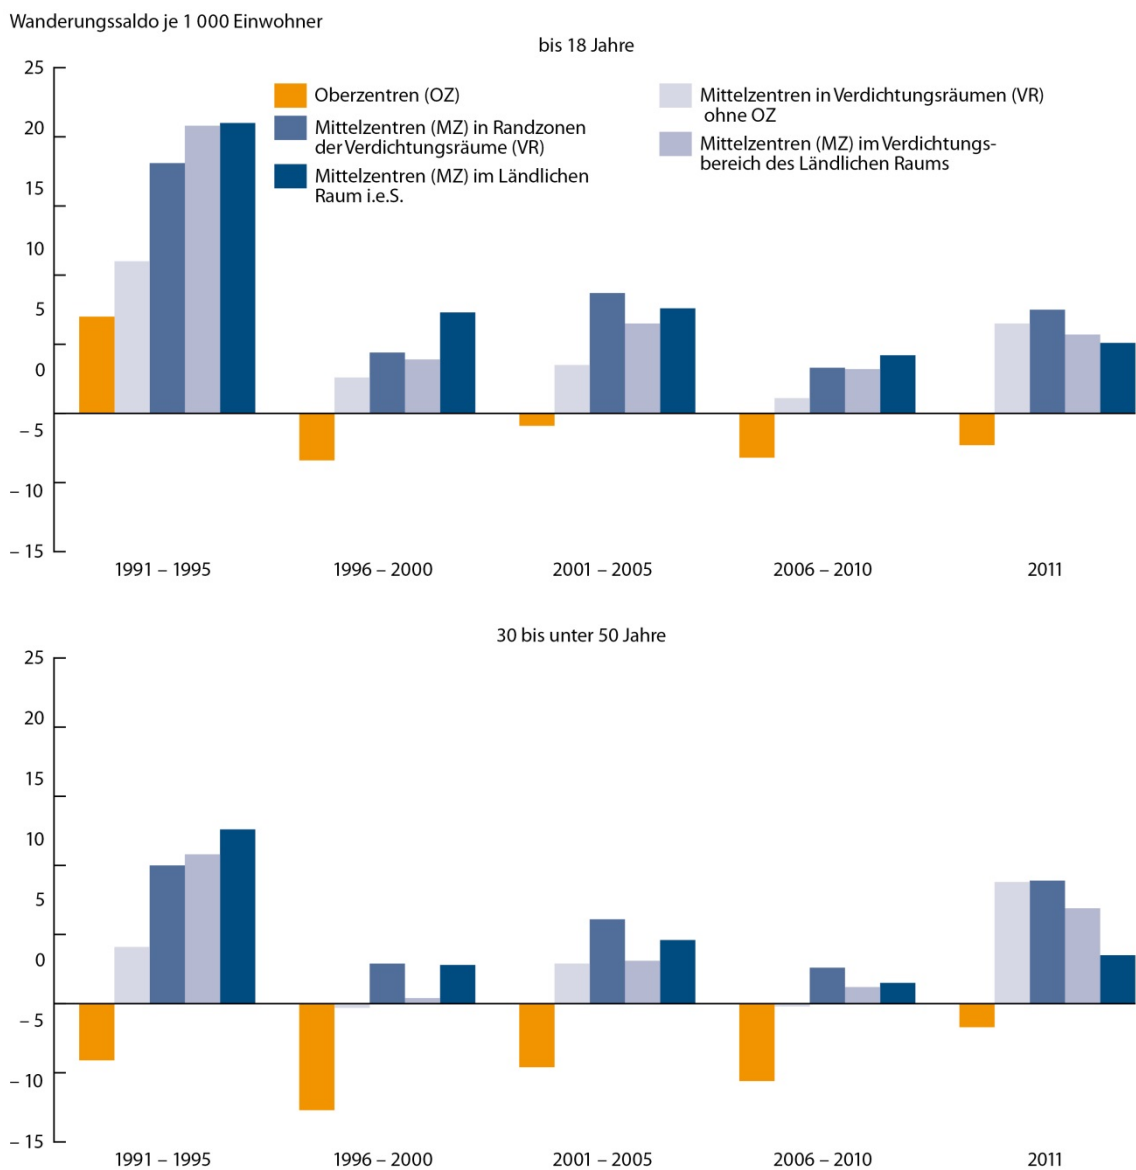 Wanderungssaldo je 1 000 Einwohner
bis 18 Jahre
25
20
15
10
5
0
– 5
– 10
– 15
Oberzentren (OZ)
Mittelzentren (MZ) in Randzonen
der Verdichtungsräume (VR)
Mittelzentren (MZ) im Ländlichen
Raum i.e.S.
Mittelzentren in Verdichtungsräumen (VR)
ohne OZ
Mittelzentren (MZ) im Verdichtungs-
bereich des Ländlichen Raums
1991 – 1995
1996 – 2000
2001 – 2005
2006 – 2010
2011
30 bis unter 50 Jahre
25
20
15
10
5
0
– 5
– 10
– 15
1991 – 1995
1996 – 2000
2001 – 2005
2006 – 2010
2011